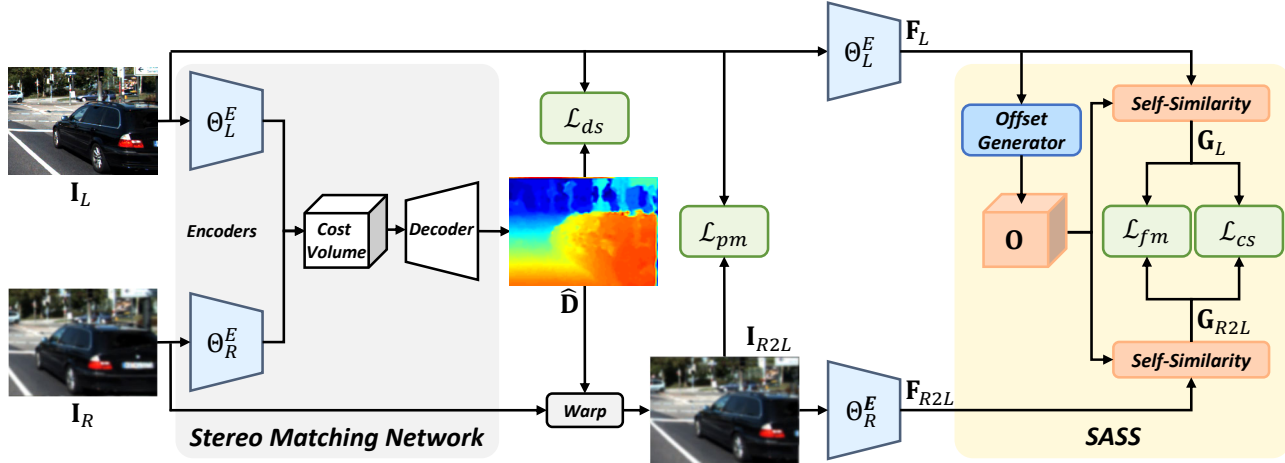 I_L
Θ_L^E
Encoders
I_R
Θ_R^E
Cost
Volume
Decoder
Stereo Matching Network
ℒ_ds
D̂
Warp
ℒ_pm
I_R2L
Θ_L^E
F_L
Θ_R^E
F_R2L
Offset
Generator
O
Self-Similarity
G_L
ℒ_fm
ℒ_cs
G_R2L
Self-Similarity
SASS